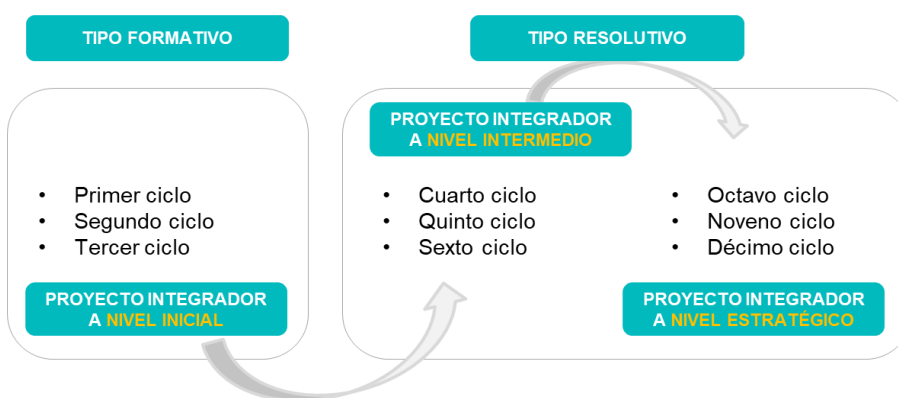 TIPO FORMATIVO
• Primer ciclo
• Segundo ciclo
• Tercer ciclo
PROYECTO INTEGRADOR
A NIVEL INICIAL
TIPO RESOLUTIVO
PROYECTO INTEGRADOR
A NIVEL INTERMEDIO
• Cuarto ciclo
• Quinto ciclo
• Sexto ciclo
• Octavo ciclo
• Noveno ciclo
• Décimo ciclo
PROYECTO INTEGRADOR
A NIVEL ESTRATÉGICO